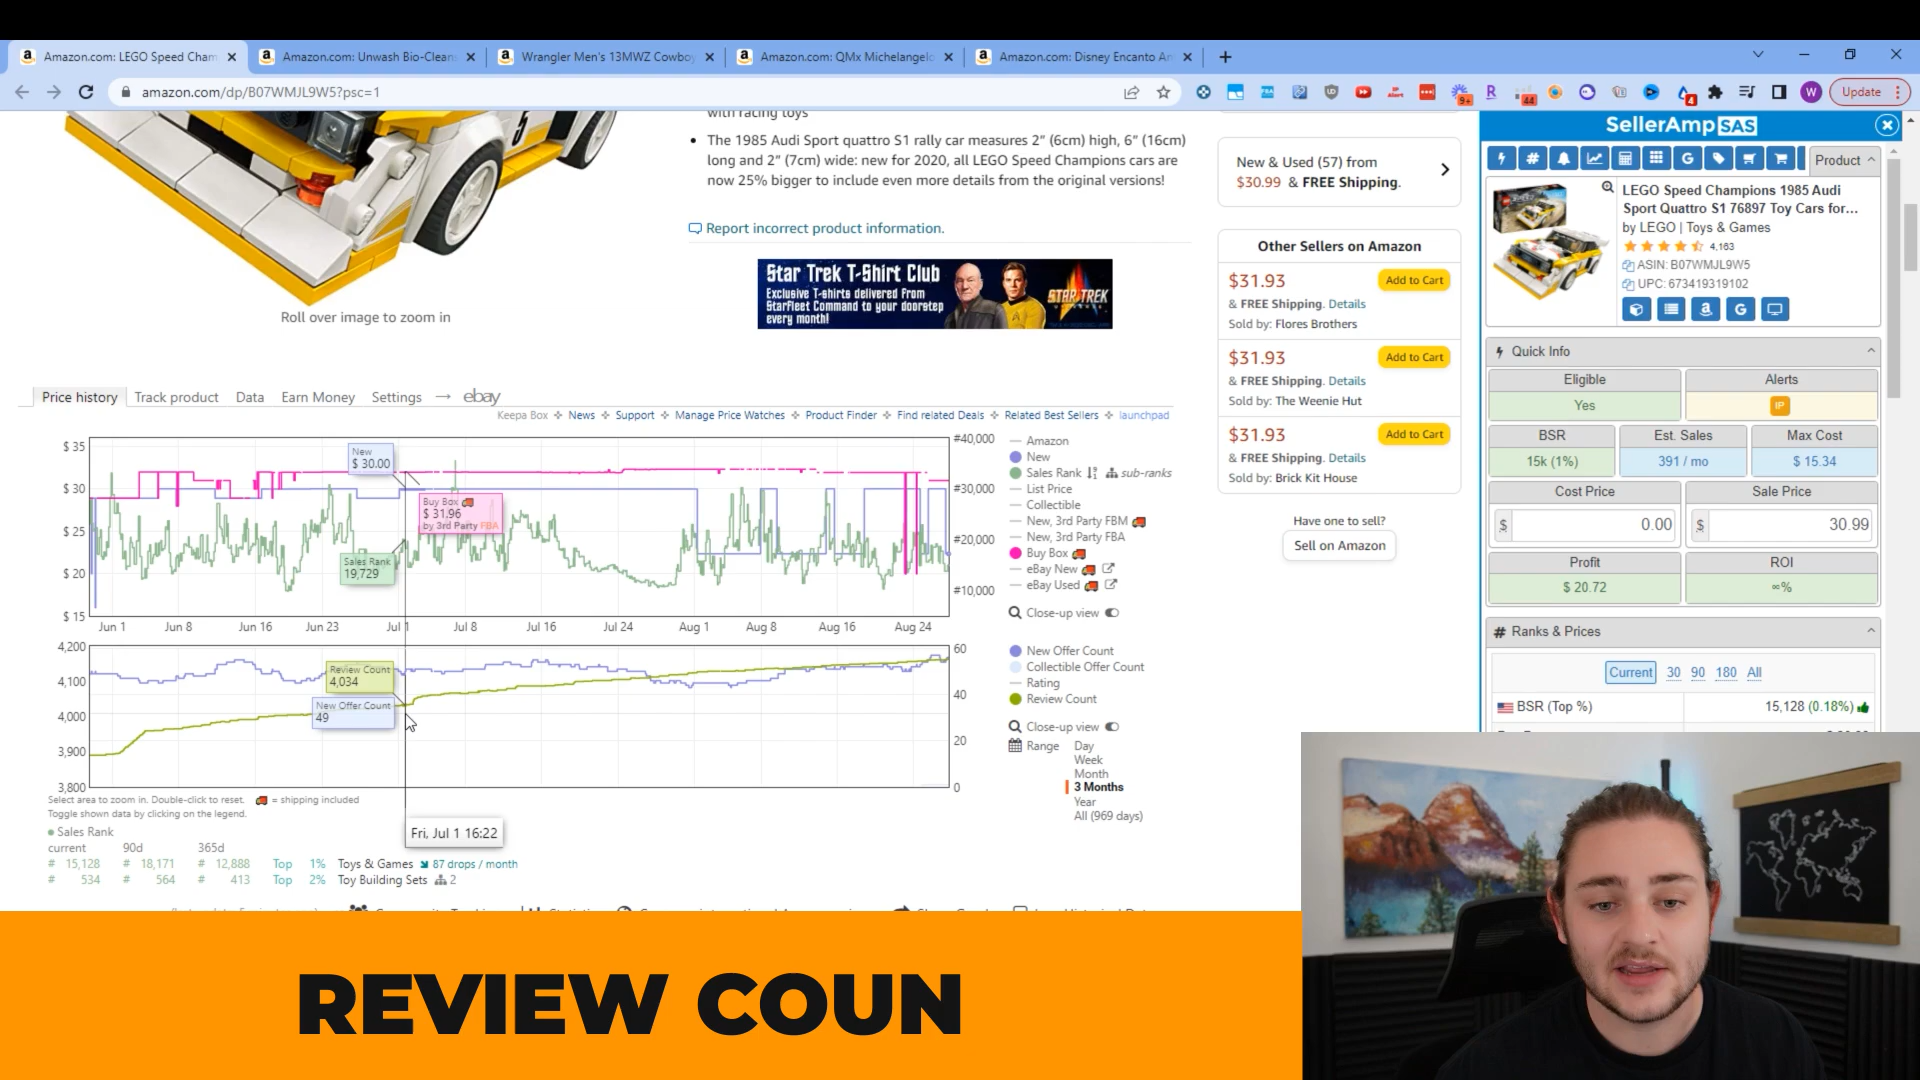 Amazon.com: LEGO Speed Cham
Amazon.com: Unwash Bio-Clean
Wrangler Men's 13MWZ Cowbo
Amazon.com: QMx Michelangelo
Amazon.com: Disney Encanto An
amazon.com/dp/B07WMJL9W5?psc=1
9+
44
4
W
Update
with racing toys
The 1985 Audi Sport quattro S1 rally car measures 2" (6cm) high, 6" (16cm)
long and 2" (7cm) wide: new for 2020, all LEGO Speed Champions cars are
now 25% bigger to include even more details from the original versions!
Report incorrect product information.
Star Trek T-Shirt Club
Exclusive T-shirts delivered from
Starfleet Command to your doorstep
every month!
STAR TREK
Roll over image to zoom in
New & Used (57) from
$30.99 & FREE Shipping.
Other Sellers on Amazon
$31.93
Add to Cart
& FREE Shipping. Details
Sold by: Flores Brothers
$31.93
Add to Cart
& FREE Shipping. Details
Sold by: The Weenie Hut
$31.93
Add to Cart
& FREE Shipping. Details
Sold by: Brick Kit House
Have one to sell?
Sell on Amazon
Price history
Track product
Data
Earn Money
Settings
→
ebay
Keepa Box
News
Support
Manage Price Watches
Product Finder
Find related Deals
Related Best Sellers
launchpad
$ 35
$ 30
$ 25
$ 20
$ 15
#40,000
#30,000
#20,000
#10,000
New
$ 30.00
Buy Box
$ 31.96
by 3rd Party FBA
Sales Rank
19,729
Jun 1
Jun 8
Jun 16
Jun 23
Jul 1
Jul 8
Jul 16
Jul 24
Aug 1
Aug 8
Aug 16
Aug 24
Amazon
New
Sales Rank sub-ranks
List Price
Collectible
New, 3rd Party FBM
New, 3rd Party FBA
Buy Box
eBay New
eBay Used
Close-up view
4,200
4,100
4,000
3,900
3,800
60
40
20
0
Review Count
4,034
New Offer Count
49
Fri, Jul 1 16:22
New Offer Count
Collectible Offer Count
Rating
Review Count
Close-up view
Range
Day
Week
Month
3 Months
Year
All (969 days)
Select area to zoom in. Double-click to reset.
= shipping included
Toggle shown data by clicking on the legend.
Sales Rank
current 90d 365d
# 15,128 # 18,171 # 12,888 Top 1% Toys & Games 87 drops / month
# 534 # 564 # 413 Top 2% Toy Building Sets 2
SellerAmp SAS
Product
LEGO Speed Champions 1985 Audi
Sport Quattro S1 76897 Toy Cars for...
by LEGO | Toys & Games
4,163
ASIN: B07WMJL9W5
UPC: 673419319102
Quick Info
Eligible
Alerts
Yes
IP
BSR
Est. Sales
Max Cost
15k (1%)
391 / mo
$ 15.34
Cost Price
Sale Price
$ 0.00
$ 30.99
Profit
ROI
$ 20.72
∞%
# Ranks & Prices
Current 30 90 180 All
BSR (Top %)
15,128 (0.18%)
REVIEW COUN